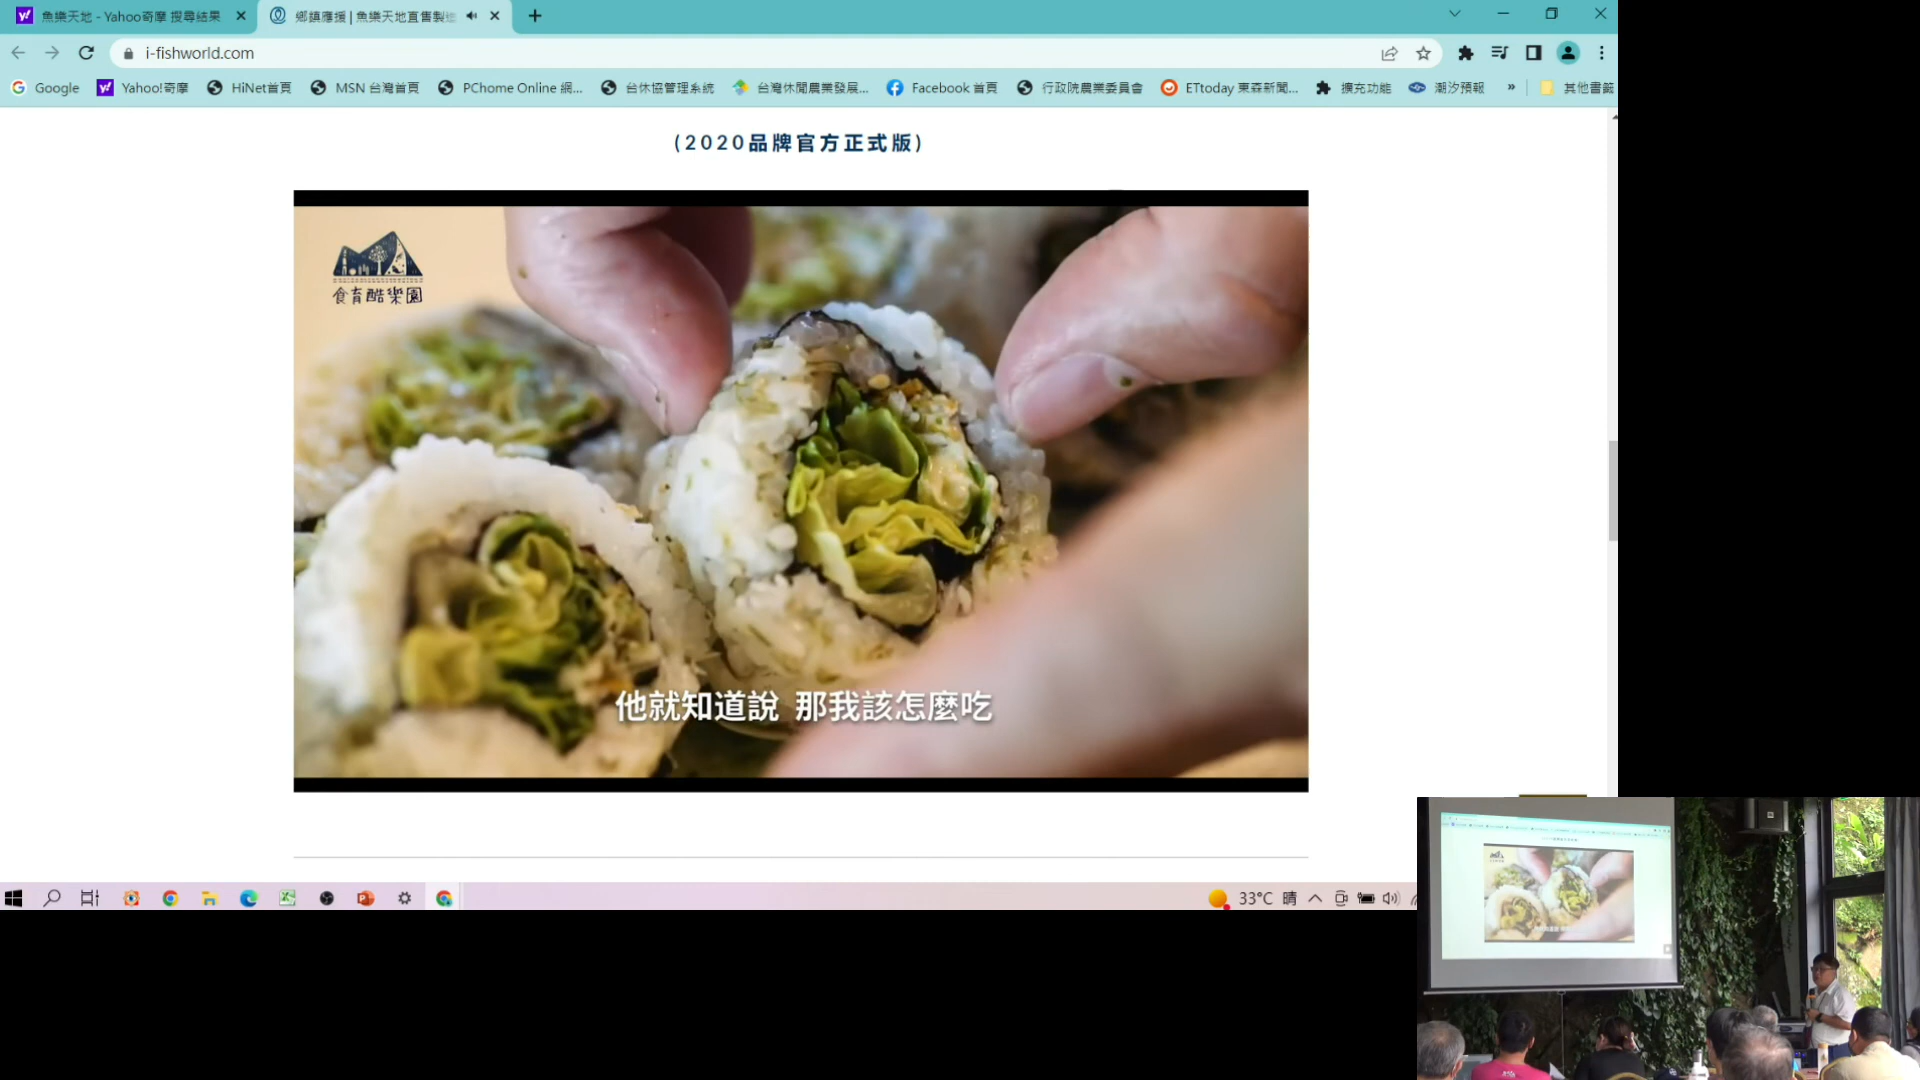 魚樂天地 - Yahoo奇摩 搜尋結果
鄉鎮應援 | 魚樂天地直售製
i-fishworld.com
Google
Yahoo!奇摩
HiNet首頁
MSN 台灣首頁
PChome Online 網...
台休協管理系統
台灣休閒農業發展...
Facebook 首頁
行政院農業委員會
ETtoday 東森新聞...
擴充功能
潮汐預報
»
其他書籤
(2020品牌官方正式版)
食育酷樂園
他就知道說 那我該怎麼吃
33°C 晴